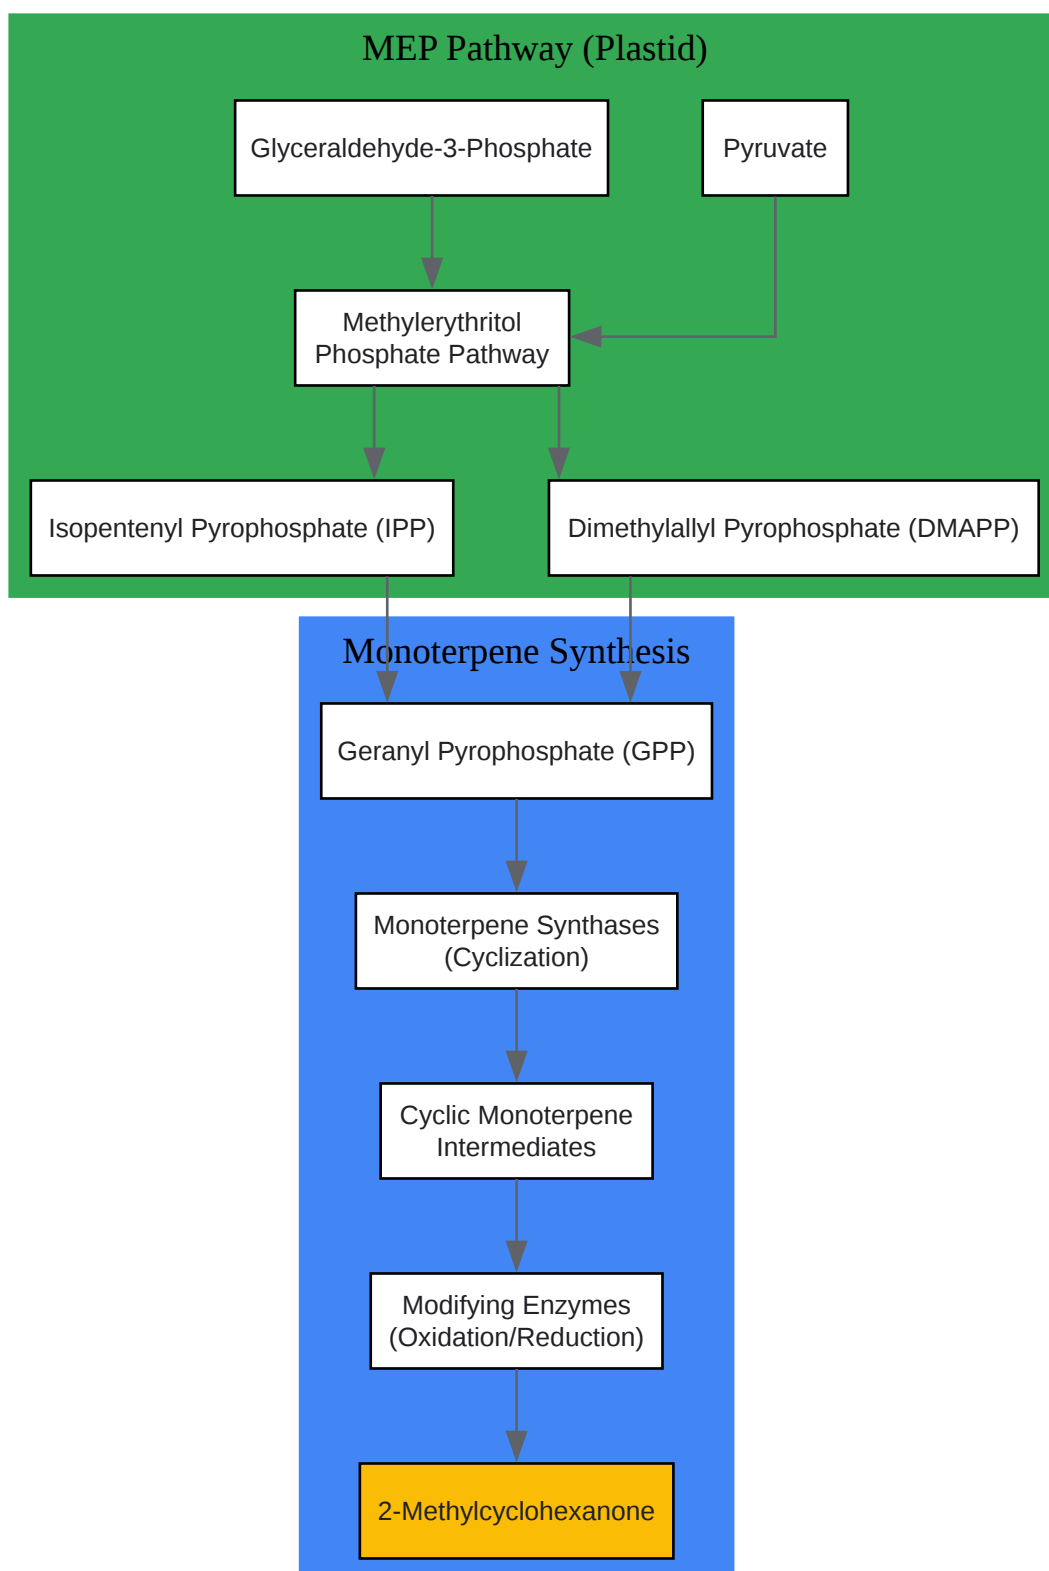 MEP Pathway (Plastid)
Glyceraldehyde-3-Phosphate
Pyruvate
Methylerythritol
Phosphate Pathway
Isopentenyl Pyrophosphate (IPP)
Dimethylallyl Pyrophosphate (DMAPP)
Monoterpene Synthesis
Geranyl Pyrophosphate (GPP)
Monoterpene Synthases
(Cyclization)
Cyclic Monoterpene
Intermediates
Modifying Enzymes
(Oxidation/Reduction)
2-Methylcyclohexanone